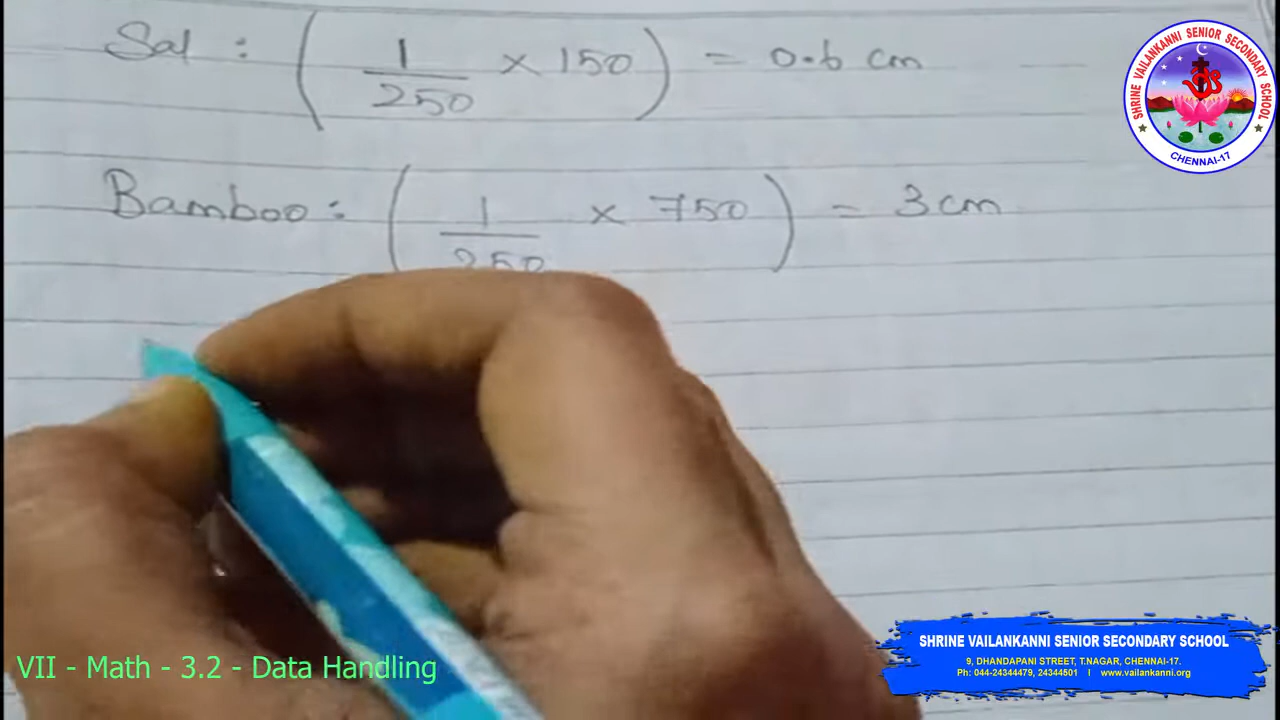 Sal : ( 1/250 × 150 ) = 0.6 cm
Bamboo : ( 1/250 × 750 ) = 3 cm
SHRINE VAILANKANNI SENIOR SECONDARY SCHOOL
CHENNAI-17
VII - Math - 3.2 - Data Handling
SHRINE VAILANKANNI SENIOR SECONDARY SCHOOL
9, DHANDAPANI STREET, T.NAGAR, CHENNAI-17.
Ph: 044-24344479, 24344501 I www.vailankanni.org